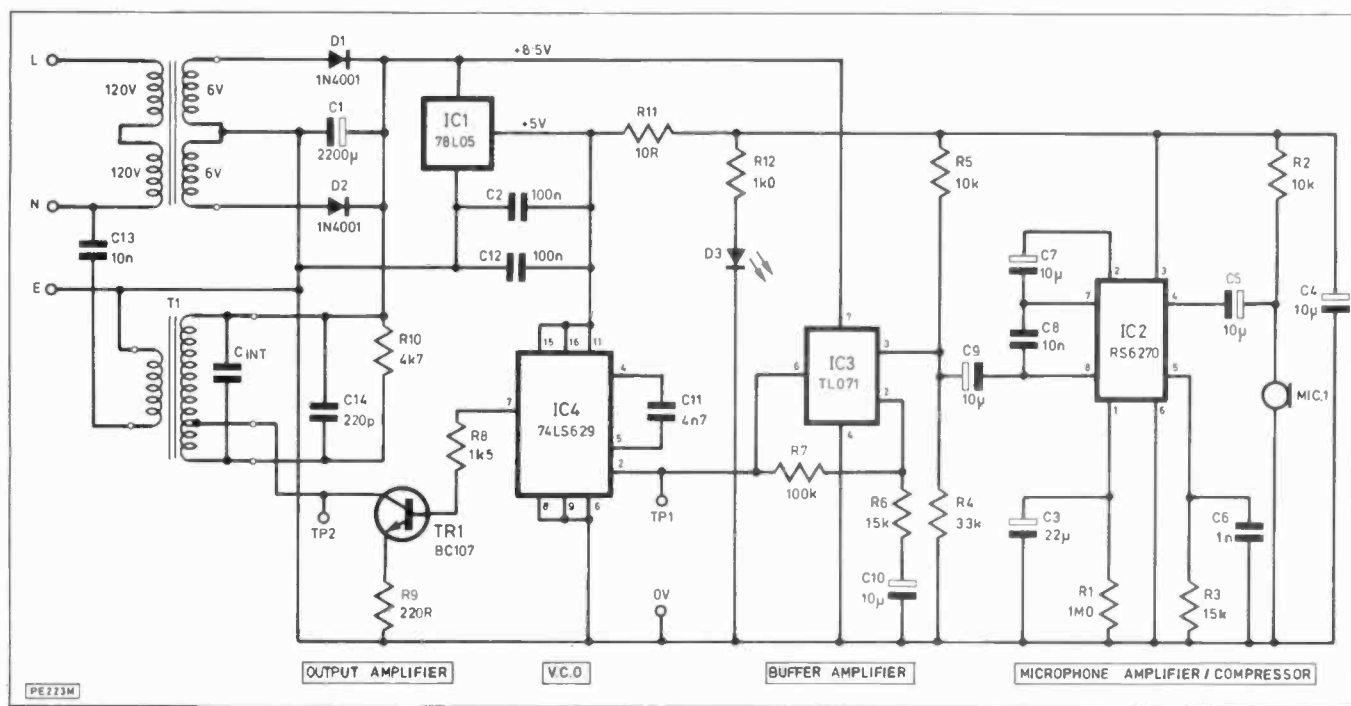 L
120V
6V
D1
1N4001
+8·5V
C1
2200µ
IC1
78L05
+5V
R11
10R
120V
6V
N
D2
1N4001
C2
100n
C12
100n
C13
10n
E
R12
1k0
D3
R5
10k
R2
10k
C7
10µ
C8
10n
2
3
7
4
8
5
1
6
IC2
RS6270
C5
10µ
C4
10µ
MIC.1
T1
CINT
C14
220p
R10
4k7
15
16
11
4
7
5
2
8
9
6
IC4
74LS629
C11
4n7
R8
1k5
7
3
6
2
4
IC3
TL071
C9
10µ
R7
100k
TP1
TP2
TR1
BC107
R9
220R
0V
R6
15k
C10
10µ
R4
33k
C3
22µ
R1
1M0
R3
15k
C6
1n
OUTPUT AMPLIFIER
V.C.O
BUFFER AMPLIFIER
MICROPHONE AMPLIFIER / COMPRESSOR
PE223M